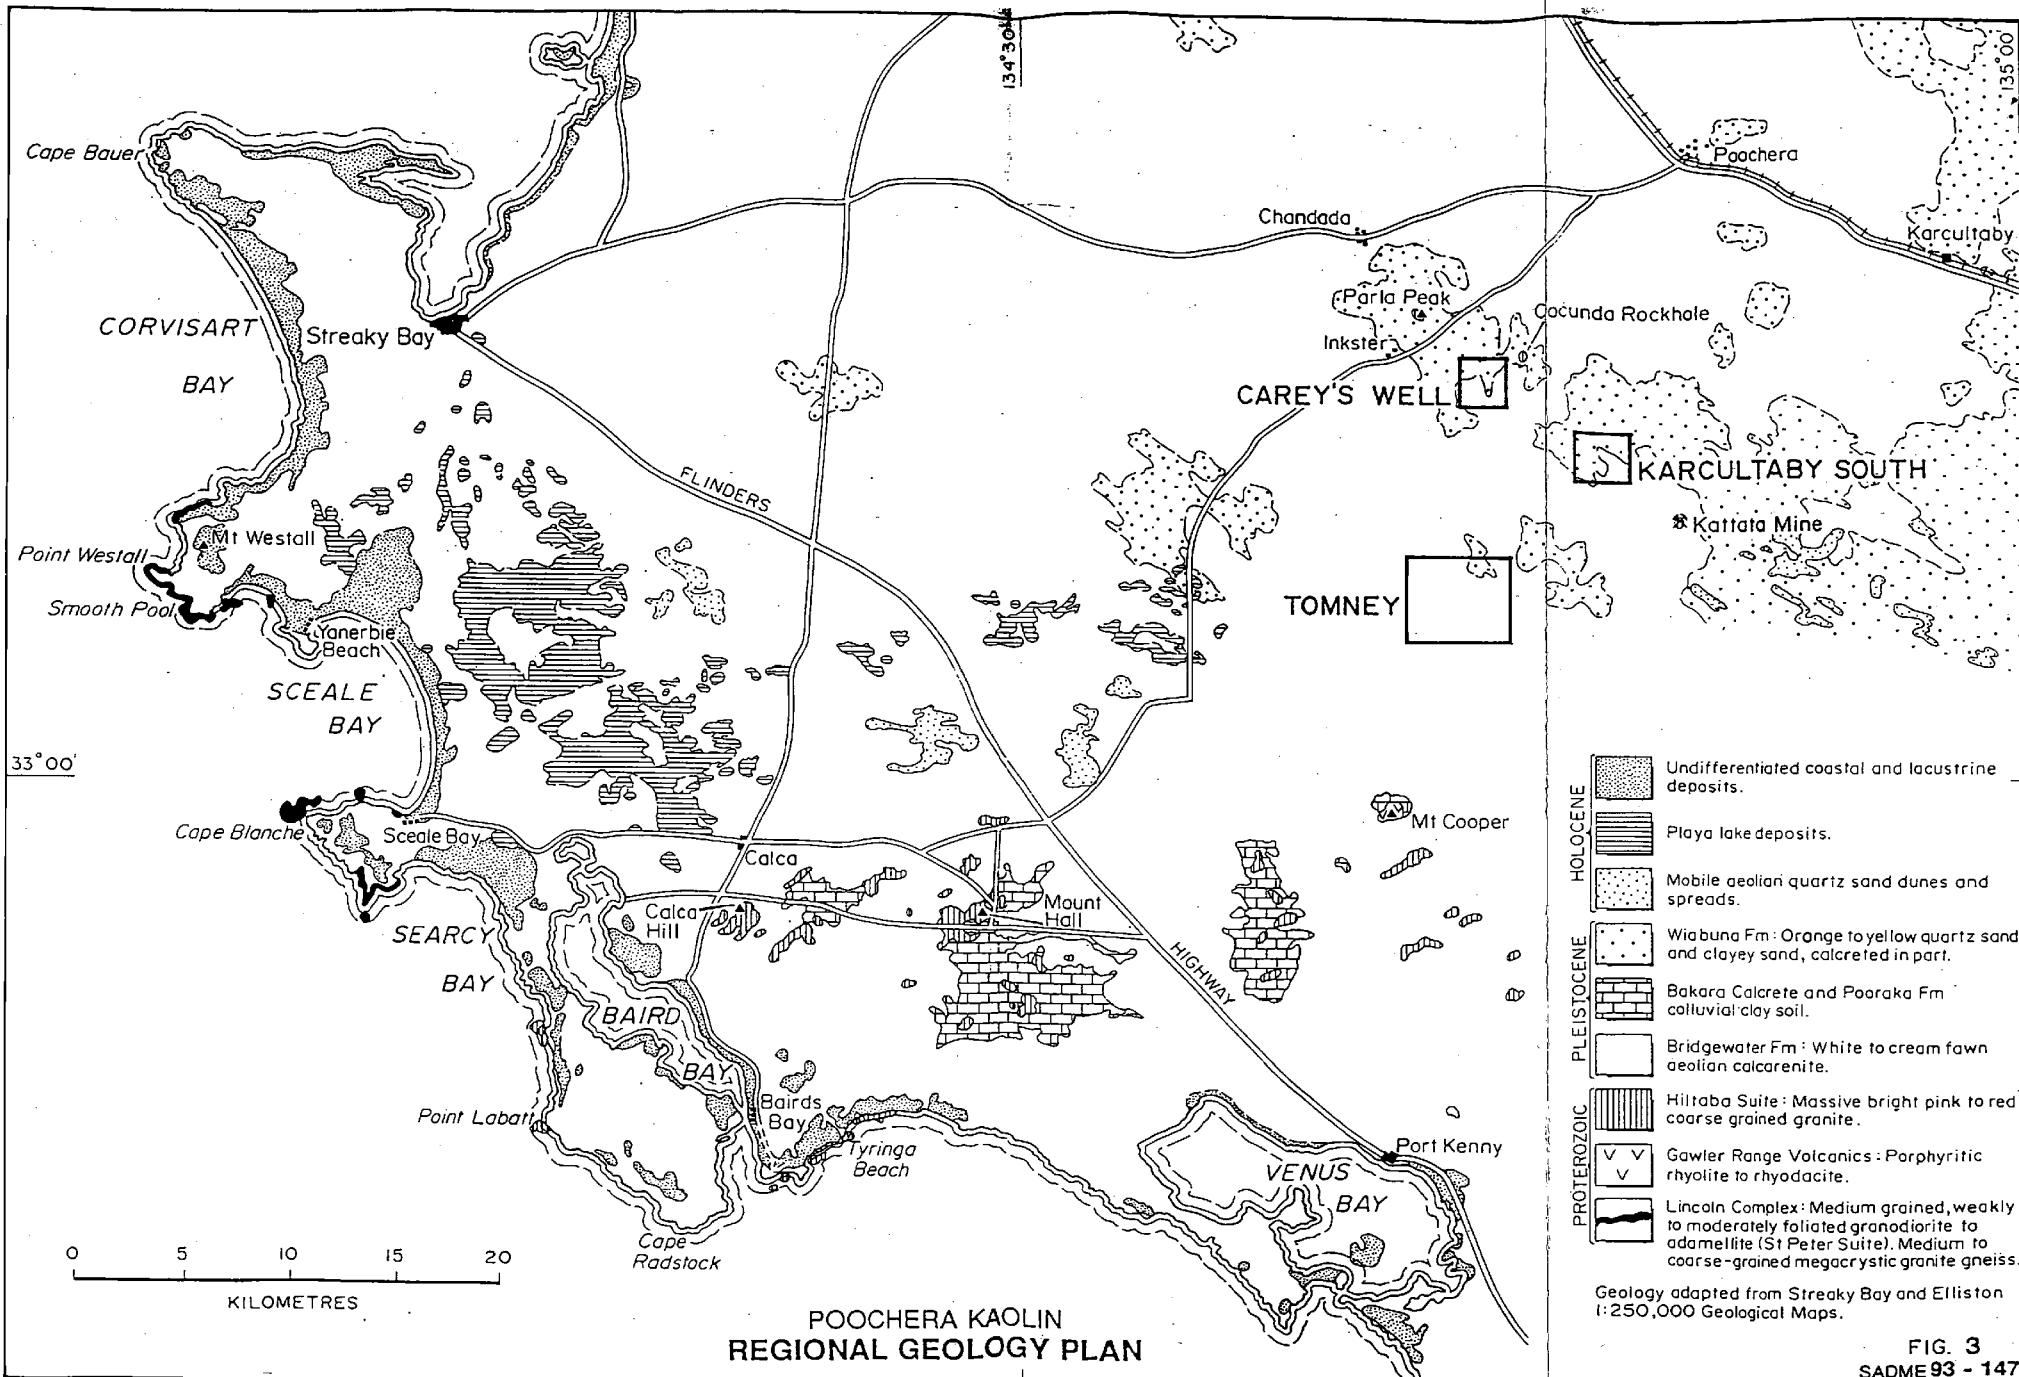 134°30'
135°00'
Cape Bauer
Poochera
Chandada
Karcultaby
Parla Peak
Cocunda Rockhole
CORVISART
BAY
Streaky Bay
Inkster
CAREY'S WELL
KARCULTABY SOUTH
FLINDERS
Kattata Mine
Mt Westall
Point Westall
Smooth Pool
TOMNEY
Yanerbie
Beach
SCEALE
BAY
33°00'
Cape Blanche
Sceale Bay
Calca
Mt Cooper
Calca
Hill
Mount
Hall
SEARCY
BAY
HIGHWAY
BAIRD
BAY
Point Labatt
Bairds
Bay
Tyringa
Beach
Port Kenny
VENUS
BAY
Cape
Radstock
0 5 10 15 20
KILOMETRES
POOCHERA KAOLIN
REGIONAL GEOLOGY PLAN
HOLOCENE
Undifferentiated coastal and lacustrine
deposits.
Playa lake deposits.
Mobile aeolian quartz sand dunes and
spreads.
PLEISTOCENE
Wiabuna Fm : Orange to yellow quartz sand
and clayey sand, calcreted in part.
Bakara Calcrete and Pooraka Fm
colluvial clay soil.
Bridgewater Fm : White to cream fawn
aeolian calcarenite.
PROTEROZOIC
Hiltaba Suite : Massive bright pink to red
coarse grained granite.
Gawler Range Volcanics : Porphyritic
rhyolite to rhyodacite.
Lincoln Complex : Medium grained, weakly
to moderately foliated granodiorite to
adamellite (St Peter Suite). Medium to
coarse-grained megacrystic granite gneiss.
Geology adapted from Streaky Bay and Elliston
1:250,000 Geological Maps.
FIG. 3
SADME 93 - 147